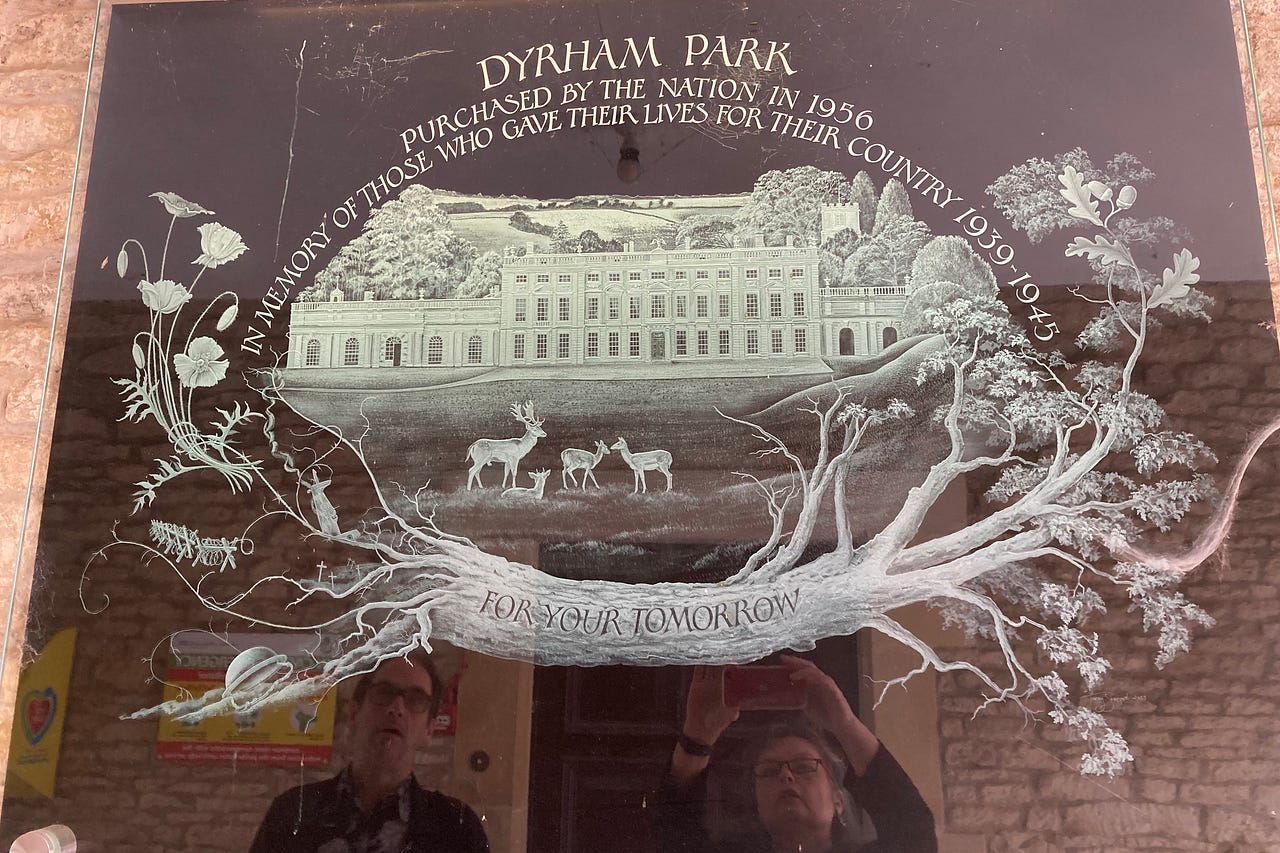 DYRHAM PARK
PURCHASED BY THE NATION IN 1956
IN MEMORY OF THOSE WHO GAVE THEIR LIVES FOR THEIR COUNTRY 1939-1945
FOR YOUR TOMORROW